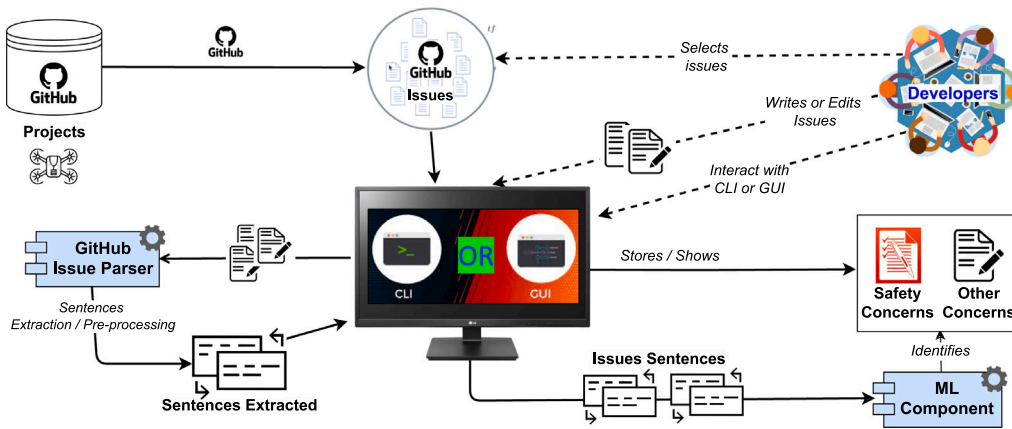 GitHub
tf
Selects
issues
GitHub
GitHub
Issues
Developers
Projects
Writes or Edits
Issues
Interact with
CLI or GUI
GitHub
Issue Parser
>_
OR
CLI
GUI
Stores / Shows
Safety
Concerns
Other
Concerns
Sentences
Extraction / Pre-processing
Sentences Extracted
Issues Sentences
Identifies
ML
Component